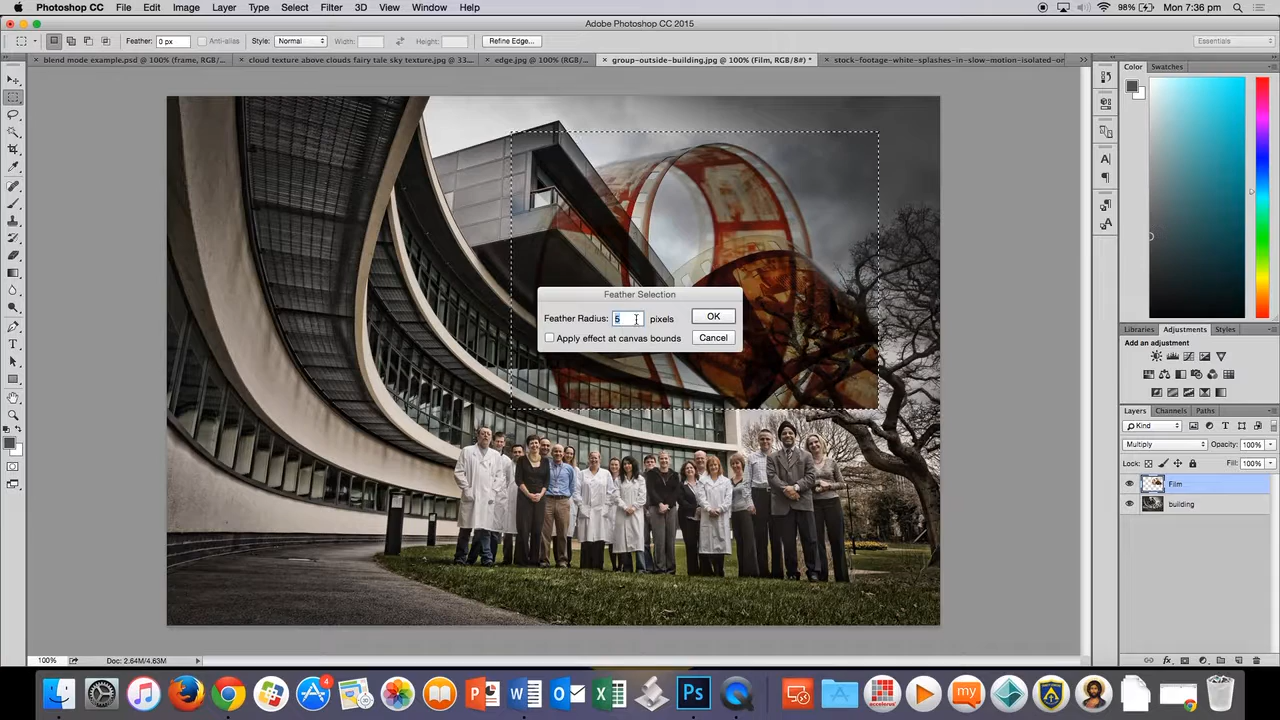 Photoshop CC File Edit Image Layer Type Select Filter 3D View Window Help 98% Mon 7:36 pm
Adobe Photoshop CC 2015
Feather: 0 px Anti-alias Style: Normal Width: Height: Refine Edge... Essentials
× blend mode example.psd @ 100% (frame, RGB/... × cloud texture above clouds fairy tale sky texture.jpg @ 33.... × edge.jpg @ 100% (RGB/... × group-outside-building.jpg @ 100% (Film, RGB/8#) * × stock-footage-white-splashes-in-slow-motion-isolated-on
Color Swatches
Feather Selection
Feather Radius: 5 pixels OK
Apply effect at canvas bounds Cancel
Libraries Adjustments Styles
Add an adjustment
Layers Channels Paths
Kind
Multiply Opacity: 100%
Lock: Fill: 100%
Film
building
100% Doc: 2.64M/4.63M
4
Ps
my
accelerus